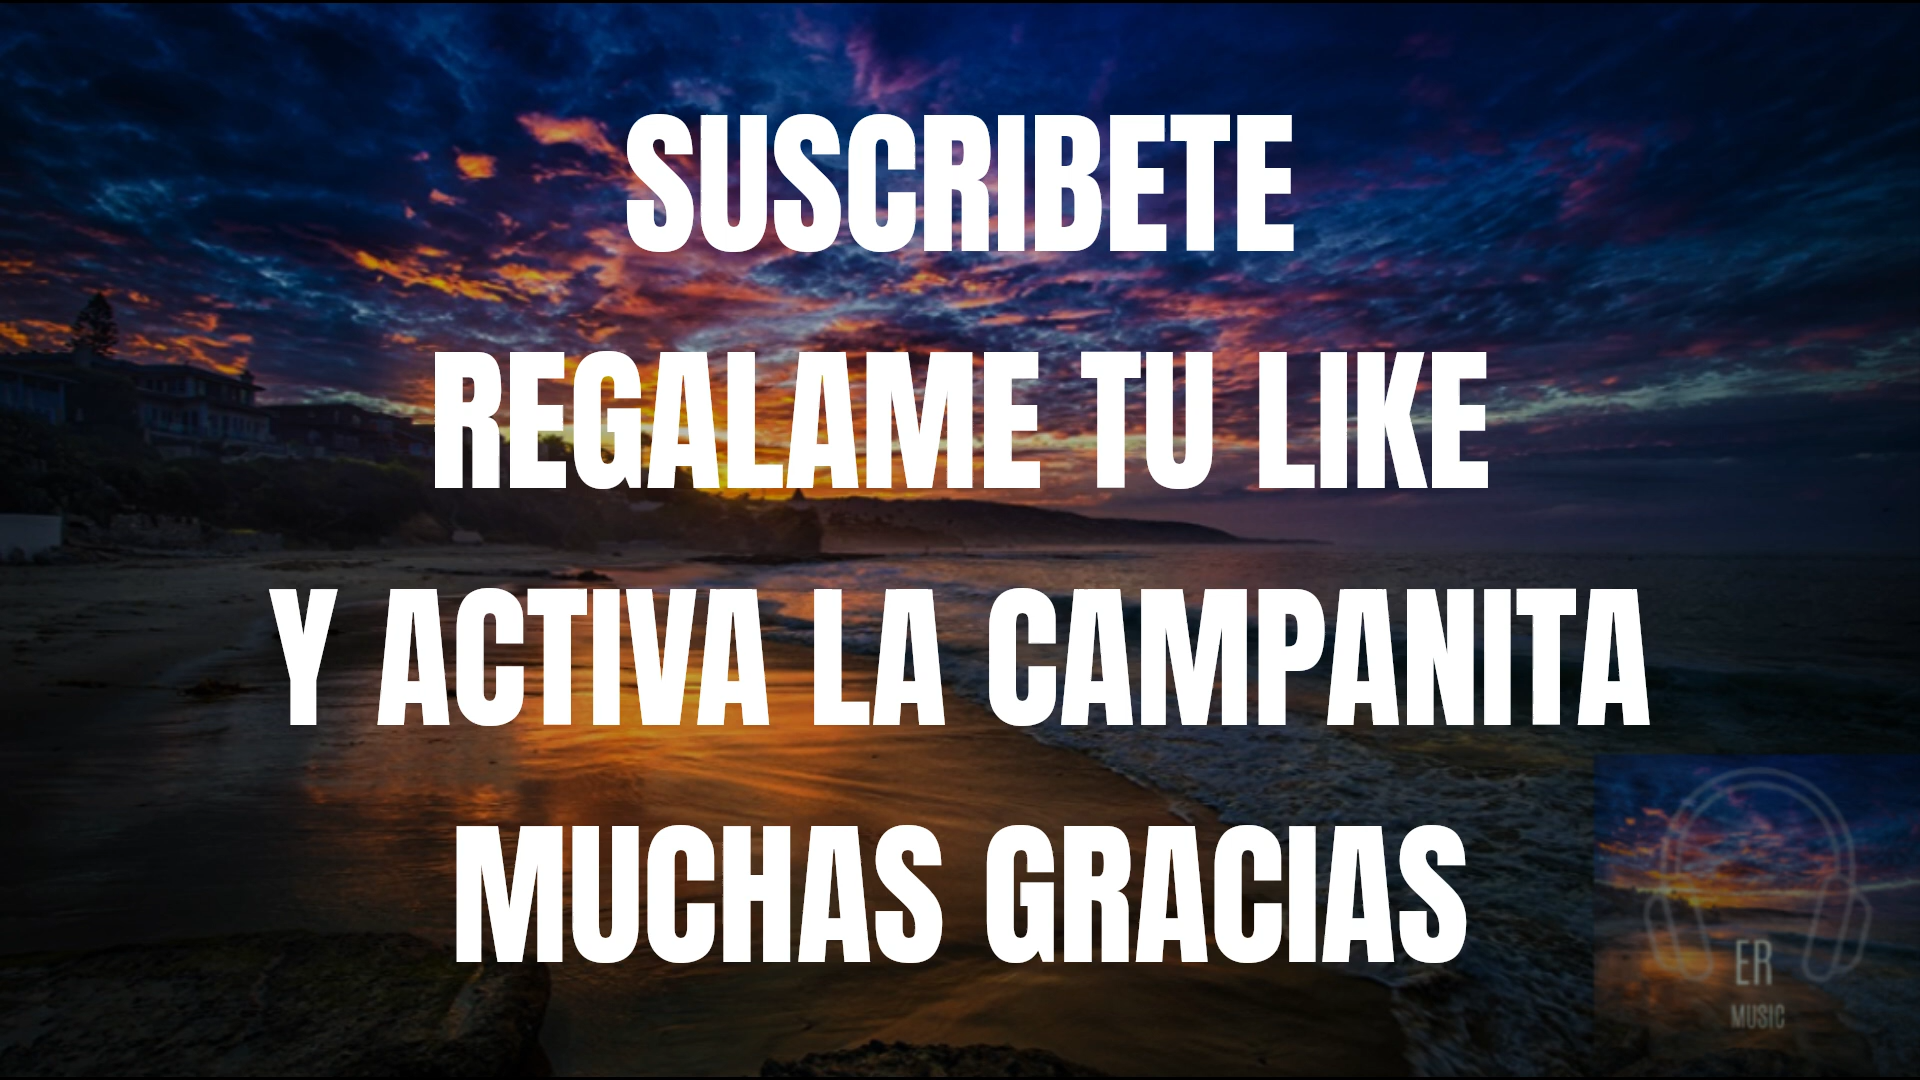 SUSCRIBETE
REGALAME TU LIKE
Y ACTIVA LA CAMPANITA
MUCHAS GRACIAS
ER
MUSIC